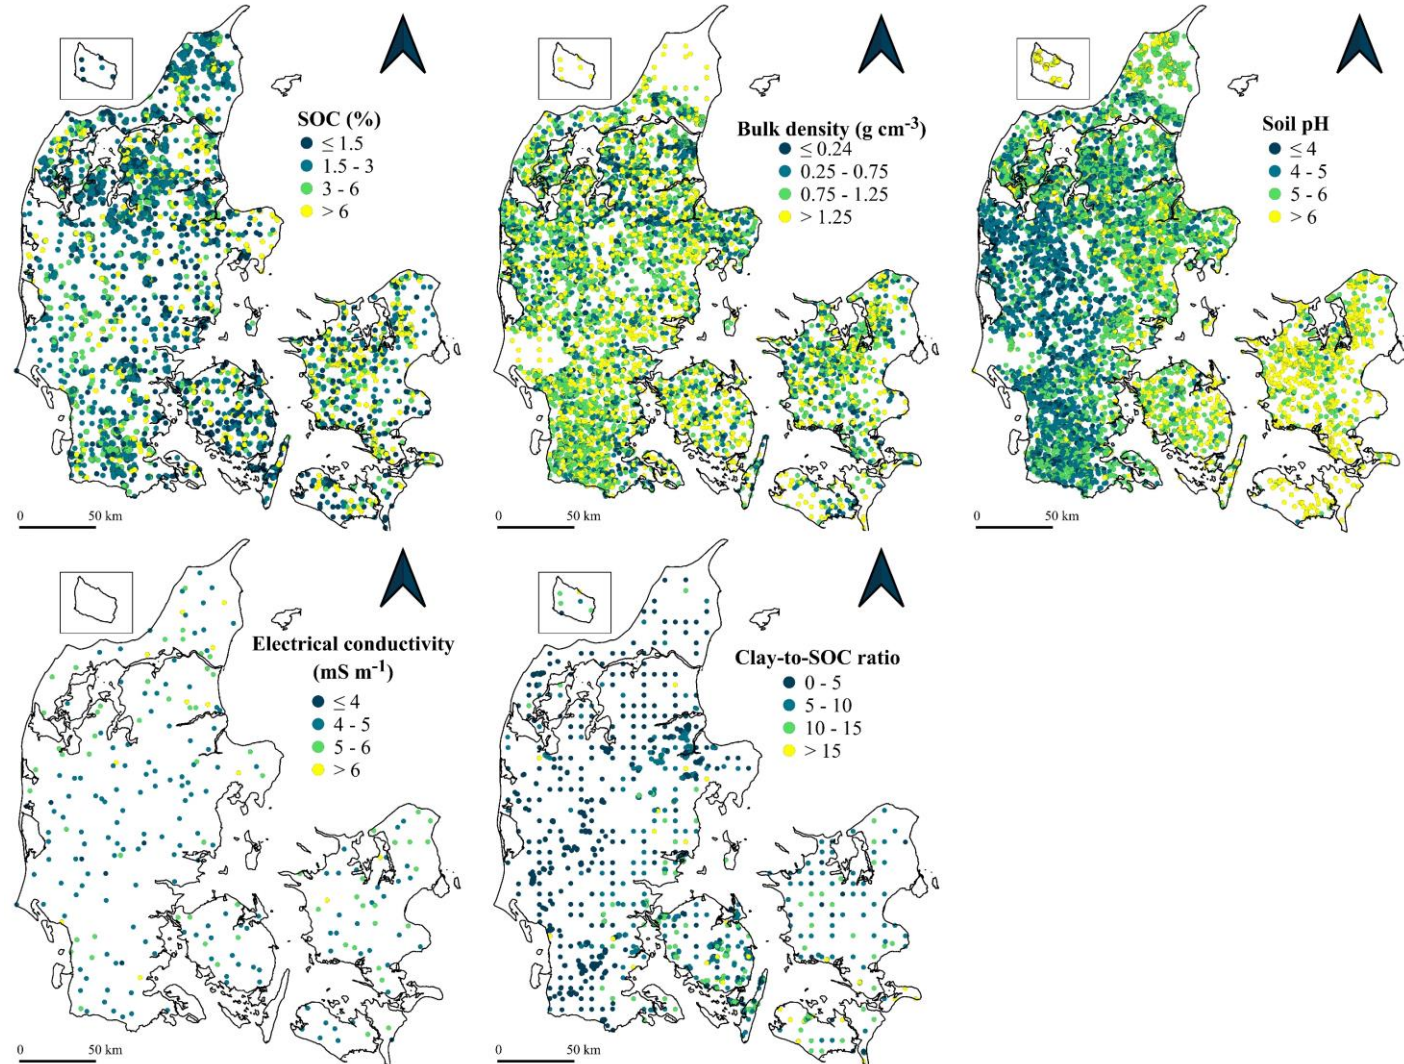 SOC (%)
≤ 1.5
1.5 - 3
3 - 6
> 6
0 50 km
Bulk density (g cm⁻³)
≤ 0.24
0.25 - 0.75
0.75 - 1.25
> 1.25
0 50 km
Soil pH
≤ 4
4 - 5
5 - 6
> 6
0 50 km
Electrical conductivity
(mS m⁻¹)
≤ 4
4 - 5
5 - 6
> 6
0 50 km
Clay-to-SOC ratio
0 - 5
5 - 10
10 - 15
> 15
0 50 km